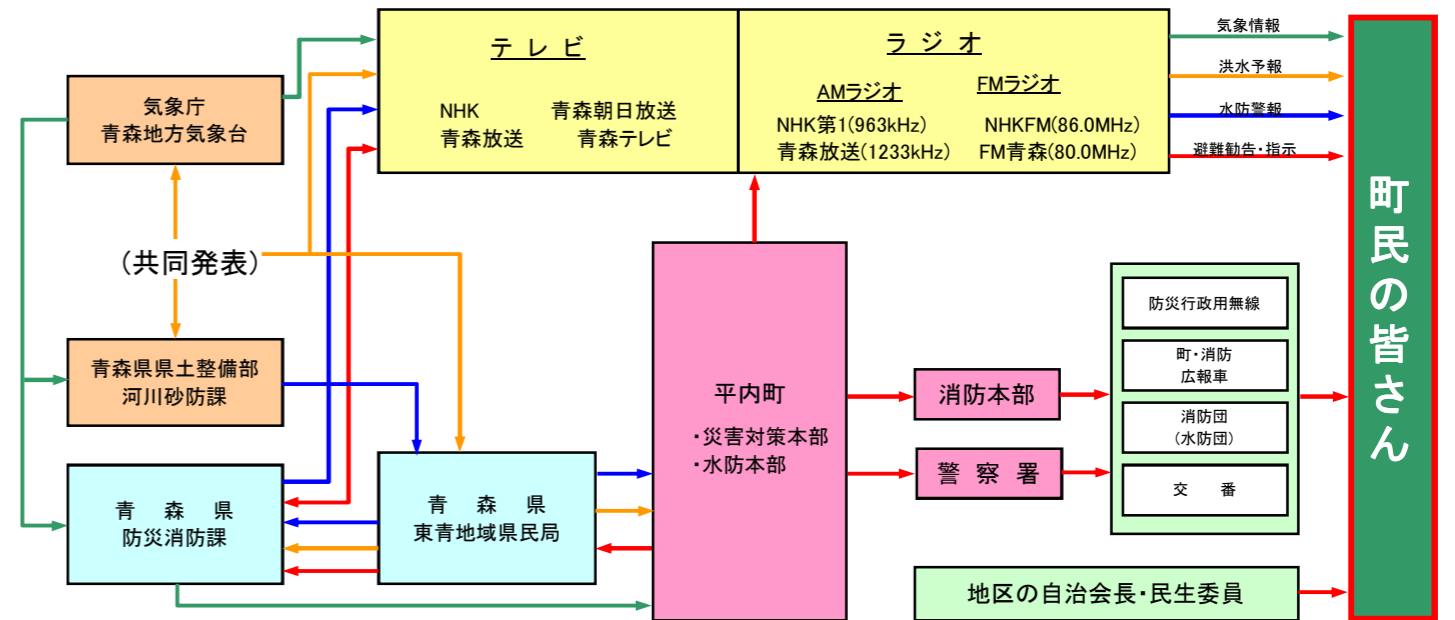 気象庁
青森地方気象台
(共同発表)
青森県県土整備部
河川砂防課
青森県
防災消防課
テレビ
NHK 青森朝日放送
青森放送 青森テレビ
ラジオ
AMラジオ
NHK第1(963kHz)
青森放送(1233kHz)
FMラジオ
NHKFM(86.0MHz)
FM青森(80.0MHz)
青森県
東青地域県民局
平内町
・災害対策本部
・水防本部
消防本部
警察署
防災行政用無線
町・消防
広報車
消防団
(水防団)
交番
地区の自治会長・民生委員
気象情報
洪水予報
水防警報
避難勧告・指示
町民の皆さん